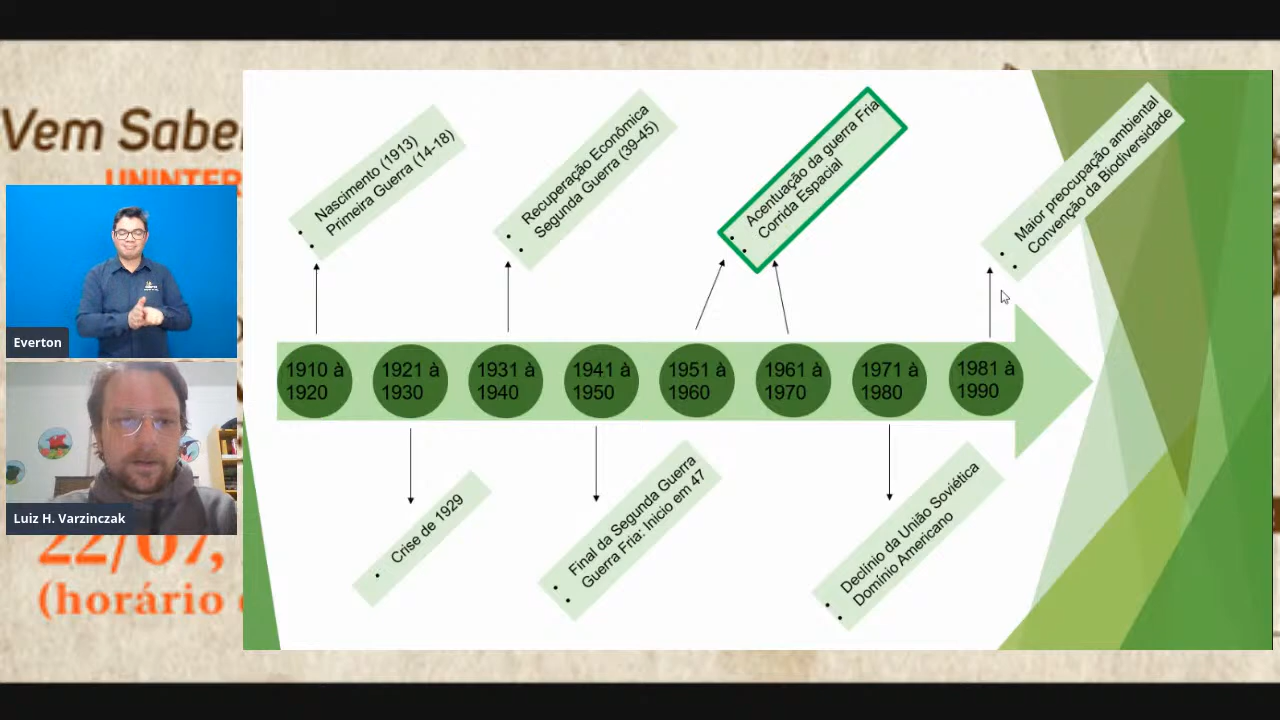 Vem Sabe
UNINTER
Everton
Luiz H. Varzinczak
22/07,
(horário
Nascimento (1913)
Primeira Guerra (14-18)
Recuperação Econômica
Segunda Guerra (39-45)
Acentuação da guerra Fria
Corrida Espacial
Maior preocupação ambiental
Convenção da Biodiversidade
1910 à
1920
1921 à
1930
1931 à
1940
1941 à
1950
1951 à
1960
1961 à
1970
1971 à
1980
1981 à
1990
Crise de 1929
Final da Segunda Guerra
Guerra Fria: Inicio em 47
Declínio da União Soviética
Domínio Americano